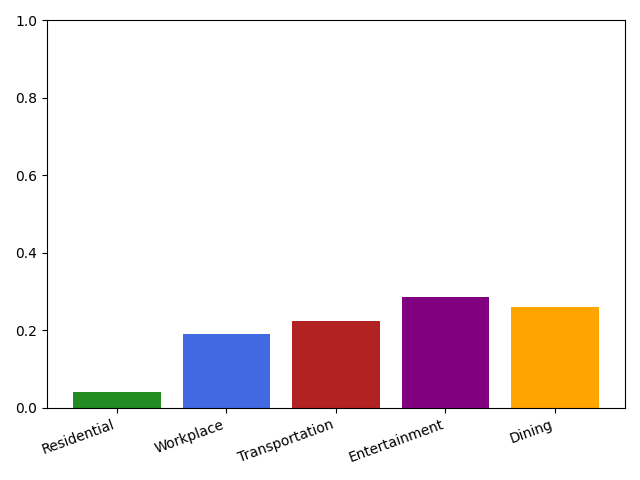 1.0
0.8
0.6
0.4
0.2
0.0
Residential
Workplace
Transportation
Entertainment
Dining